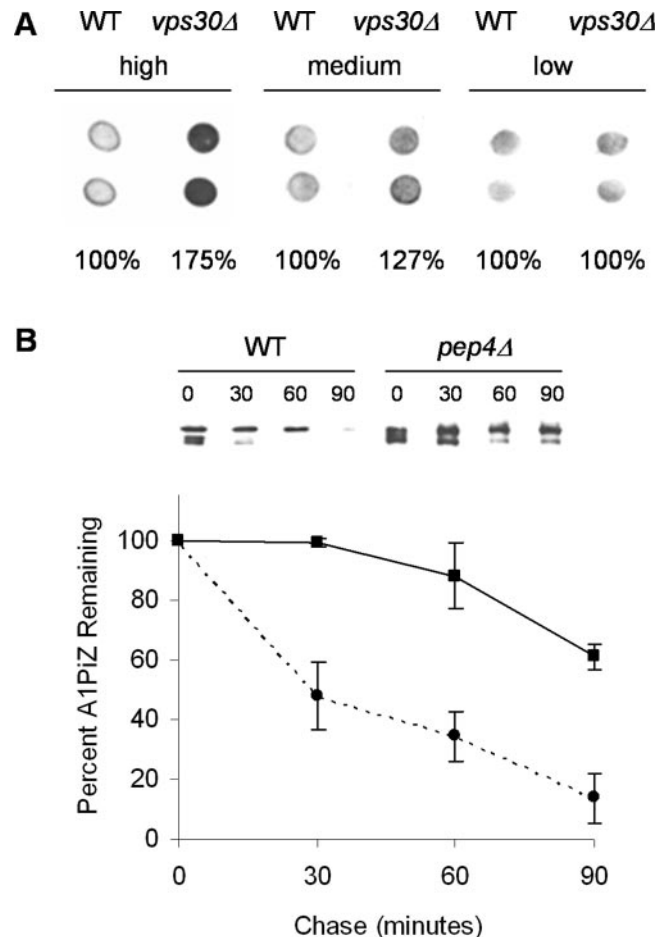 A
WT vps30Δ WT vps30Δ WT vps30Δ
high medium low
100% 175% 100% 127% 100% 100%
B
WT pep4Δ
0 30 60 90 0 30 60 90
Percent A1PiZ Remaining
100
80
60
40
20
0
0 30 60 90
Chase (minutes)